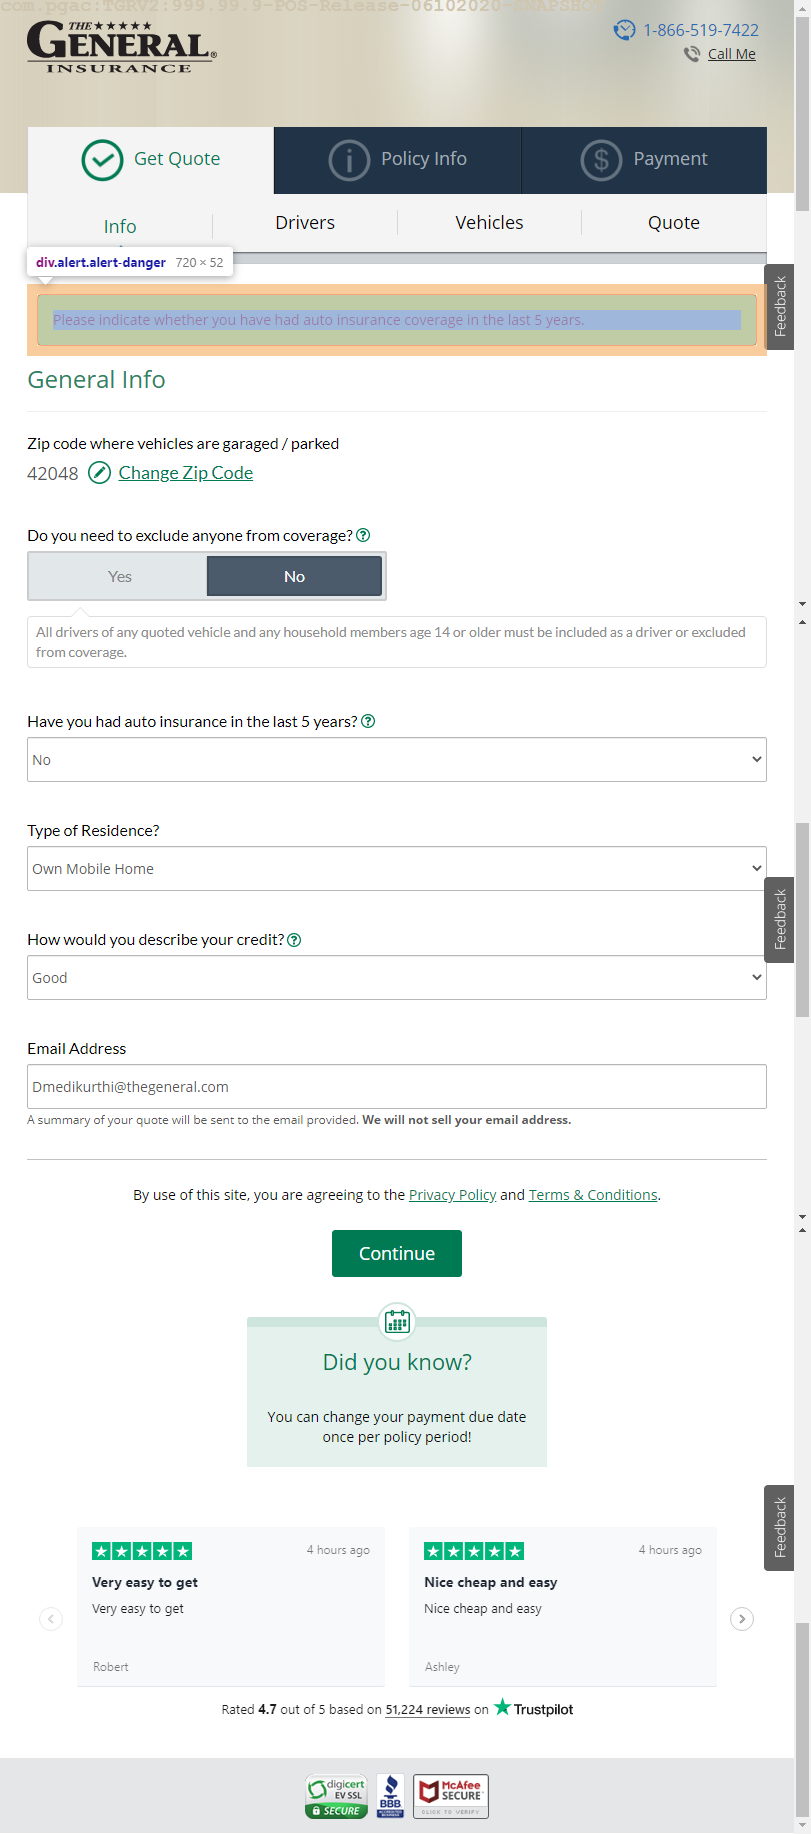 com.pgac:TGRV2:999.99.9-POS-Release-06102020-SNAPSHOT
THE ★★★★★
GENERAL®
INSURANCE
1-866-519-7422
Call Me
Get Quote
Policy Info
Payment
Info
Drivers
Vehicles
Quote
div.alert.alert-danger 720 × 52
Please indicate whether you have had auto insurance coverage in the last 5 years.
Feedback
General Info
Zip code where vehicles are garaged / parked
42048 Change Zip Code
Do you need to exclude anyone from coverage?
Yes No
All drivers of any quoted vehicle and any household members age 14 or older must be included as a driver or excluded
from coverage.
Have you had auto insurance in the last 5 years?
No
Type of Residence?
Own Mobile Home
Feedback
How would you describe your credit?
Good
Email Address
Dmedikurthi@thegeneral.com
A summary of your quote will be sent to the email provided. We will not sell your email address.
By use of this site, you are agreeing to the Privacy Policy and Terms & Conditions.
Continue
Did you know?
You can change your payment due date
once per policy period!
Feedback
4 hours ago
Very easy to get
Very easy to get
Robert
4 hours ago
Nice cheap and easy
Nice cheap and easy
Ashley
Rated 4.7 out of 5 based on 51,224 reviews on Trustpilot
digicert
EV SSL
SECURE
BBB
ACCREDITED
BUSINESS
McAfee
SECURE
CLICK TO VERIFY